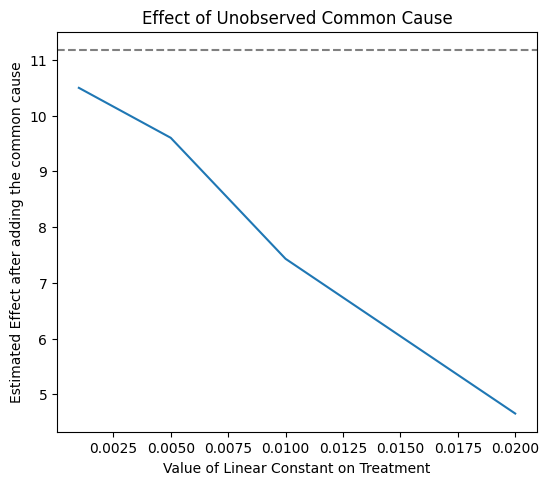 Effect of Unobserved Common Cause
Estimated Effect after adding the common cause
11
10
9
8
7
6
5
0.0025 0.0050 0.0075 0.0100 0.0125 0.0150 0.0175 0.0200
Value of Linear Constant on Treatment